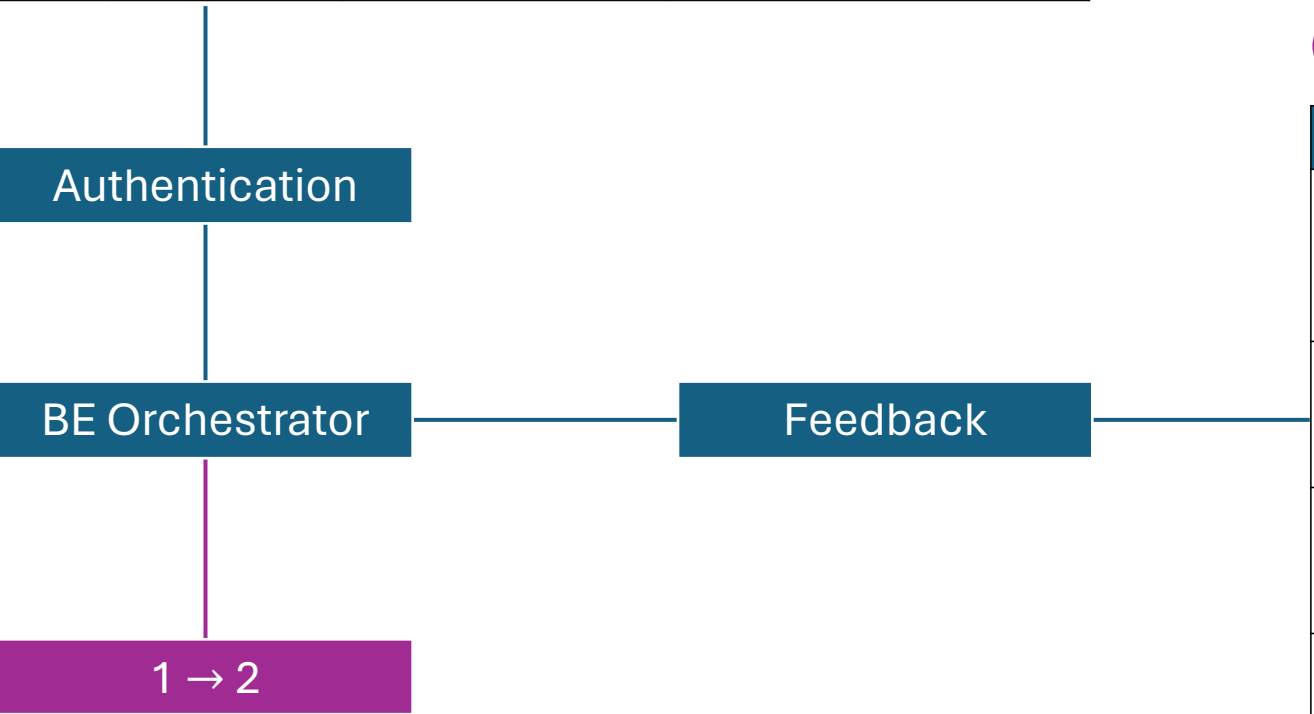 Authentication
BE Orchestrator
Feedback
1 → 2